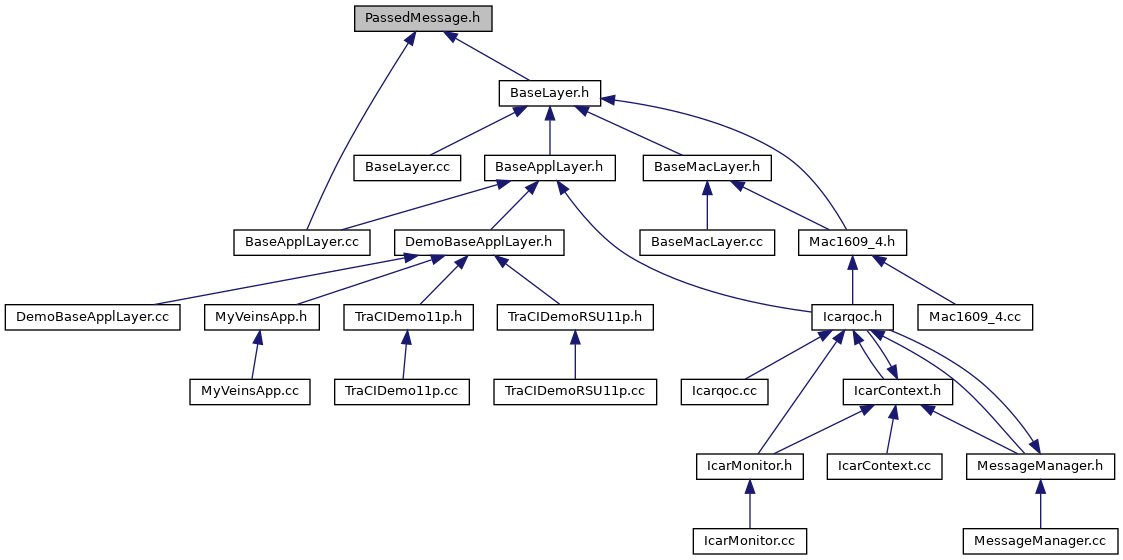 PassedMessage.h
BaseLayer.h
BaseLayer.cc
BaseApplLayer.h
BaseMacLayer.h
BaseApplLayer.cc
DemoBaseApplLayer.h
BaseMacLayer.cc
Mac1609_4.h
DemoBaseApplLayer.cc
MyVeinsApp.h
TraCIDemo11p.h
TraCIDemoRSU11p.h
Icarqoc.h
Mac1609_4.cc
MyVeinsApp.cc
TraCIDemo11p.cc
TraCIDemoRSU11p.cc
Icarqoc.cc
IcarContext.h
IcarMonitor.h
IcarContext.cc
MessageManager.h
IcarMonitor.cc
MessageManager.cc